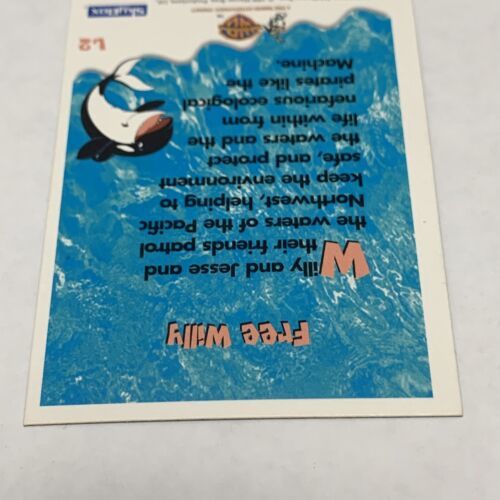 Free Willy
Willy and Jesse and
their friends patrol
the waters of the Pacific
Northwest, helping to
keep the environment
safe, and protect
the waters and the
life within from
nefarious ecological
pirates like the
Machine.
L2
SkyBox